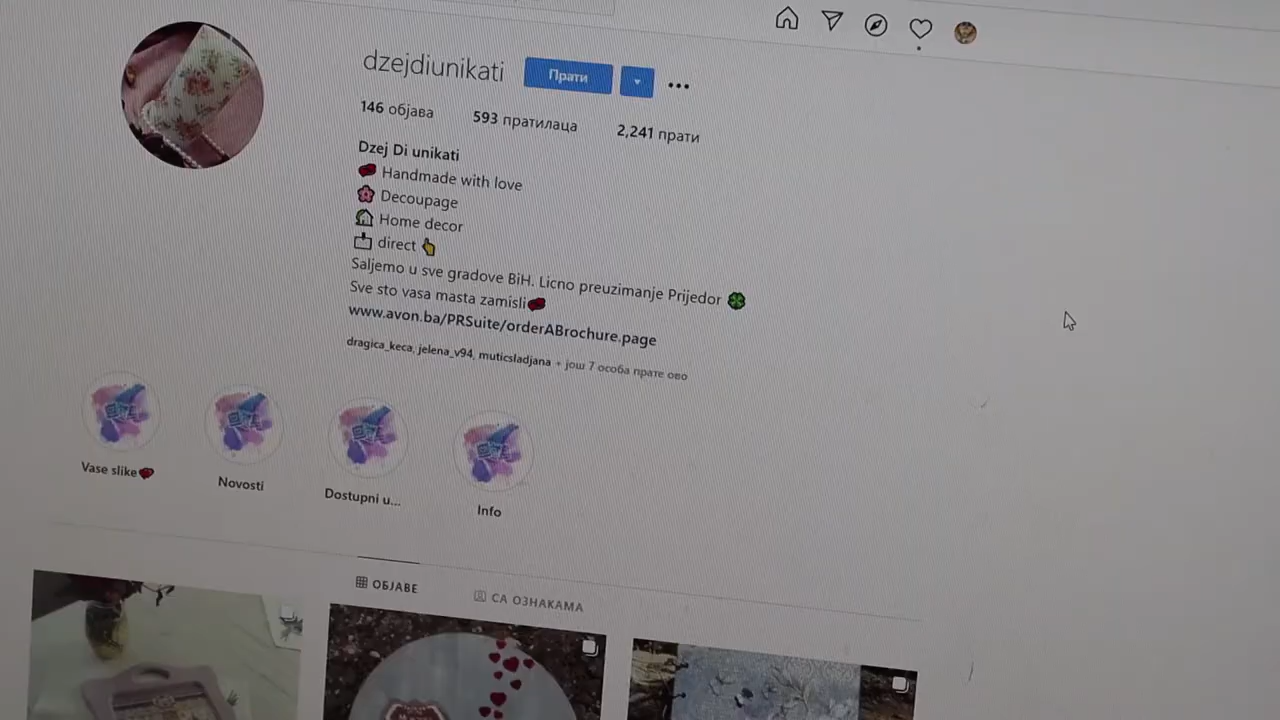 dzejdiunikati Прати
146 објава 593 пратилаца 2,241 прати
Dzej Di unikati
Handmade with love
Decoupage
Home decor
direct
Saljemo u sve gradove BiH. Licno preuzimanje Prijedor
Sve sto vasa masta zamisli
www.avon.ba/PRSuite/orderABrochure.page
dragica_keca, jelena_v94, muticsladjana + још 7 особа прате ово
Vase slike Novosti Dostupni u... Info
ОБЈАВЕ СА ОЗНАКАМА